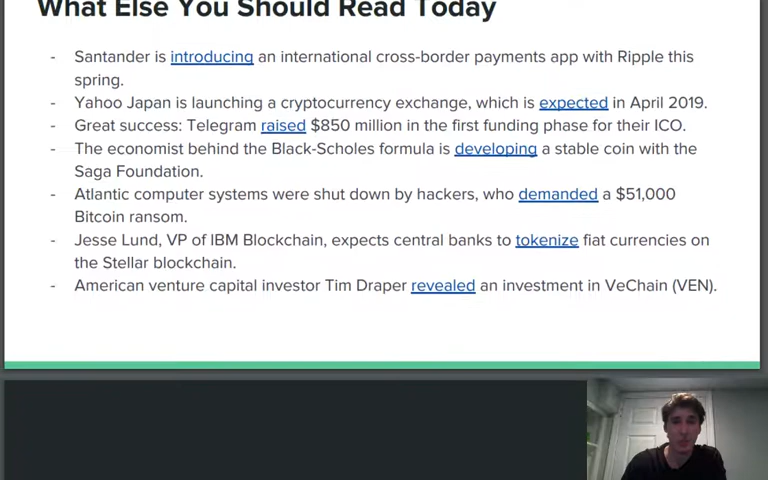 What Else You Should Read Today
- Santander is introducing an international cross-border payments app with Ripple this
spring.
- Yahoo Japan is launching a cryptocurrency exchange, which is expected in April 2019.
- Great success: Telegram raised $850 million in the first funding phase for their ICO.
- The economist behind the Black-Scholes formula is developing a stable coin with the
Saga Foundation.
- Atlantic computer systems were shut down by hackers, who demanded a $51,000
Bitcoin ransom.
- Jesse Lund, VP of IBM Blockchain, expects central banks to tokenize fiat currencies on
the Stellar blockchain.
- American venture capital investor Tim Draper revealed an investment in VeChain (VEN).